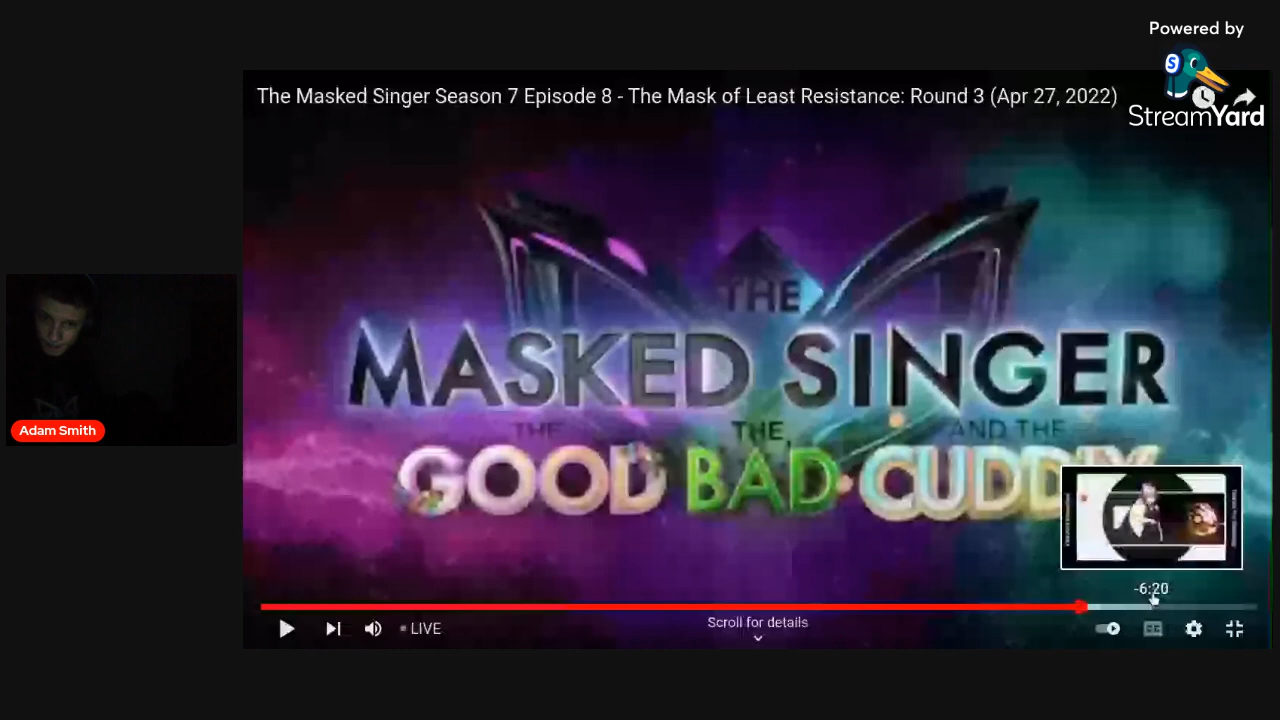 Powered by
StreamYard
The Masked Singer Season 7 Episode 8 - The Mask of Least Resistance: Round 3 (Apr 27, 2022)
THE
MASKED SINGER
THE THE, AND THE
GOOD BAD CUDDLY
Adam Smith
-6:20
LIVE
Scroll for details